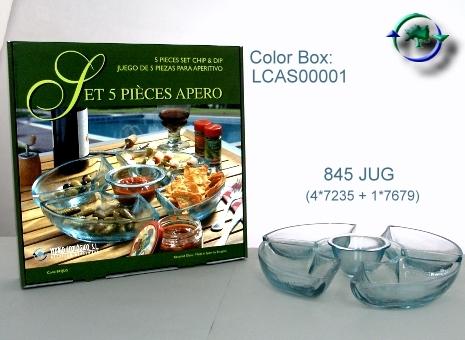 5 PIECES SET CHIP & DIP
JUEGO DE 5 PIEZAS PARA APERITIVO
SET 5 PIÈCES APERO
Color Box:
LCAS00001
845 JUG
(4*7235 + 1*7679)